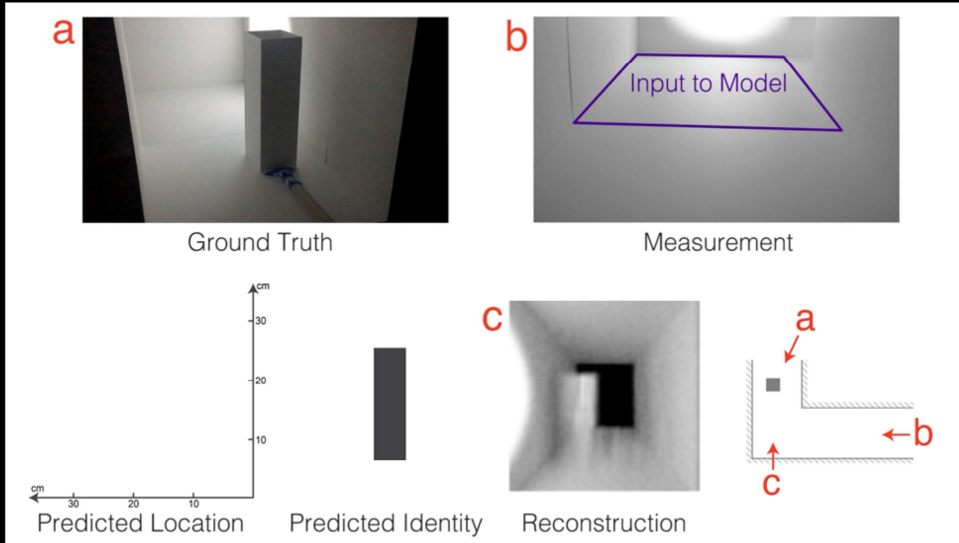 a
b
Input to Model
Ground Truth
Measurement
cm
30
20
10
cm
30
20
10
c
a
b
c
Predicted Location
Predicted Identity
Reconstruction